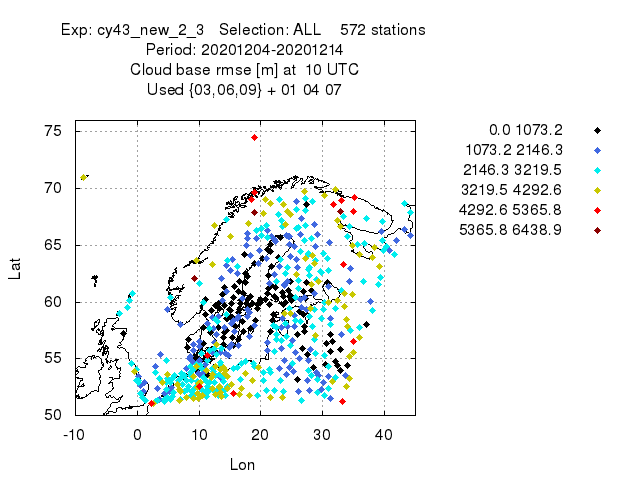 Exp: cy43_new_2_3 Selection: ALL 572 stations
Period: 20201204-20201214
Cloud base rmse [m] at 10 UTC
Used {03,06,09} + 01 04 07
0.0 1073.2
1073.2 2146.3
2146.3 3219.5
3219.5 4292.6
4292.6 5365.8
5365.8 6438.9
75
70
65
60
55
50
Lat
-10 0 10 20 30 40
Lon